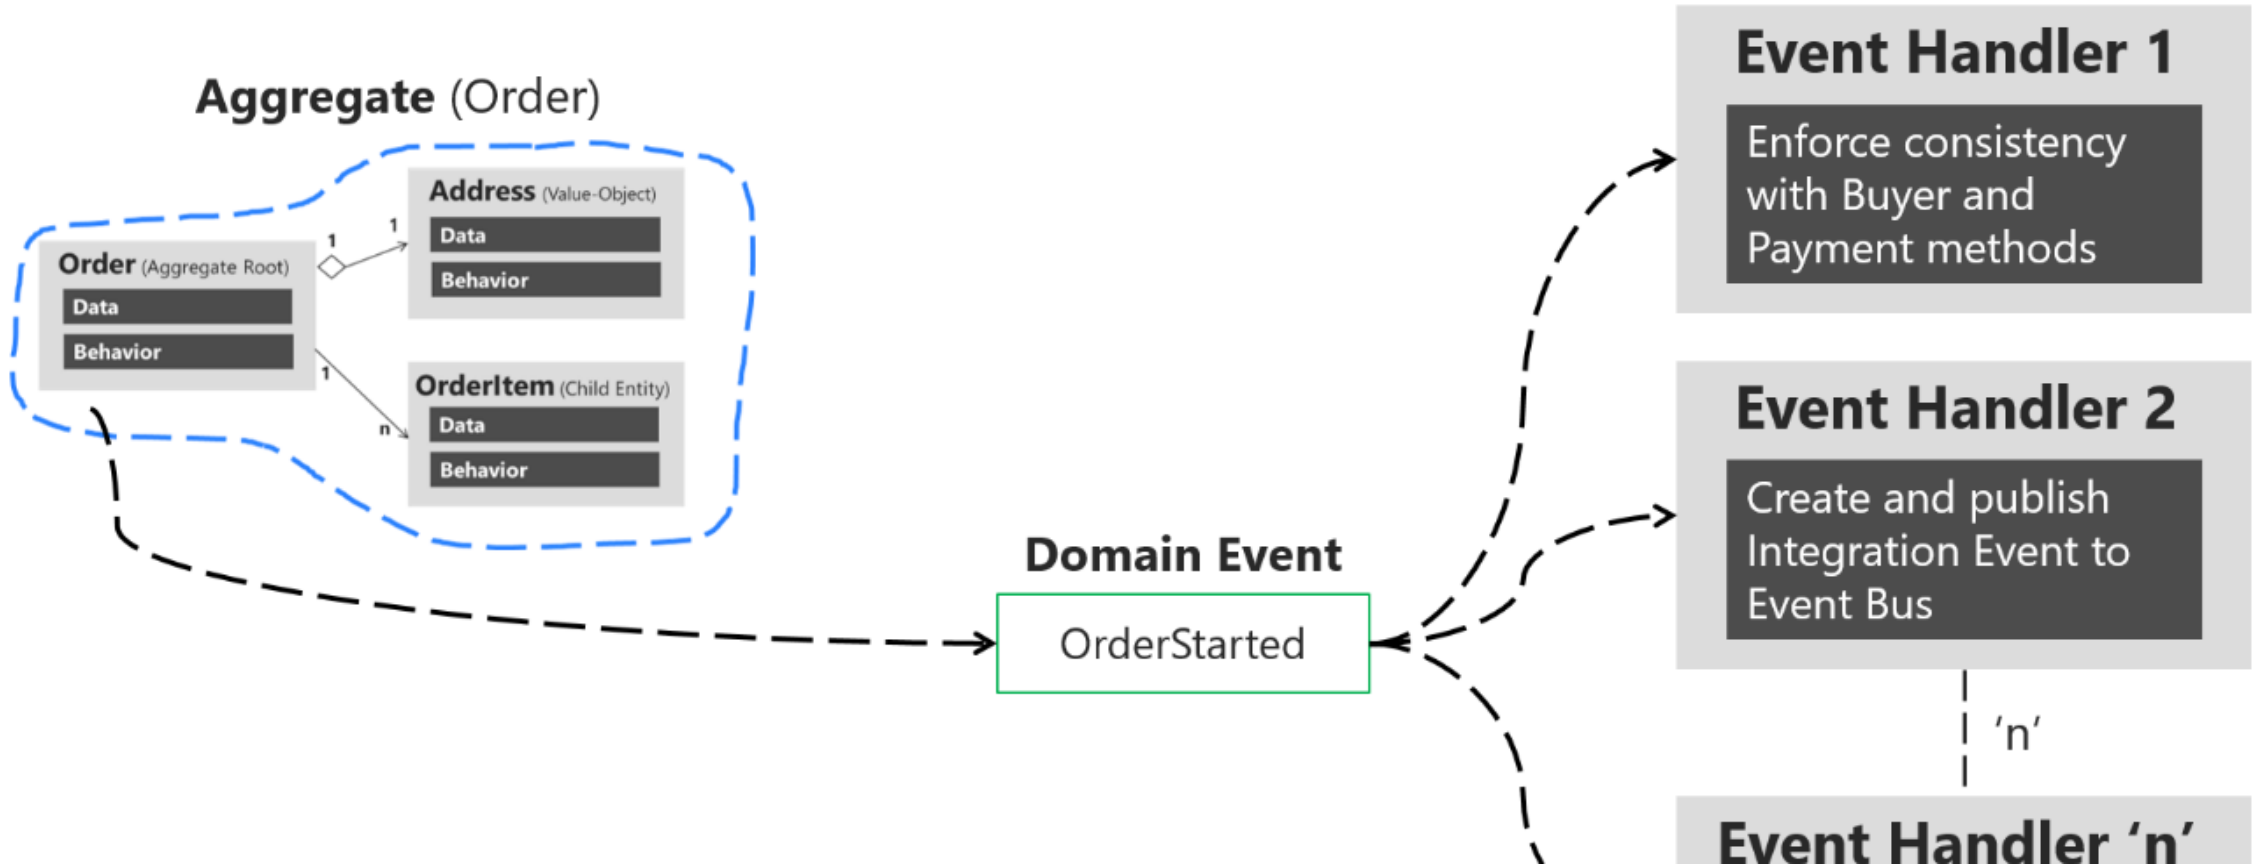 Aggregate (Order)
Order (Aggregate Root)
Data
Behavior
1
1
1
n
Address (Value-Object)
Data
Behavior
OrderItem (Child Entity)
Data
Behavior
Domain Event
OrderStarted
Event Handler 1
Enforce consistency
with Buyer and
Payment methods
Event Handler 2
Create and publish
Integration Event to
Event Bus
‘n’
Event Handler ‘n’